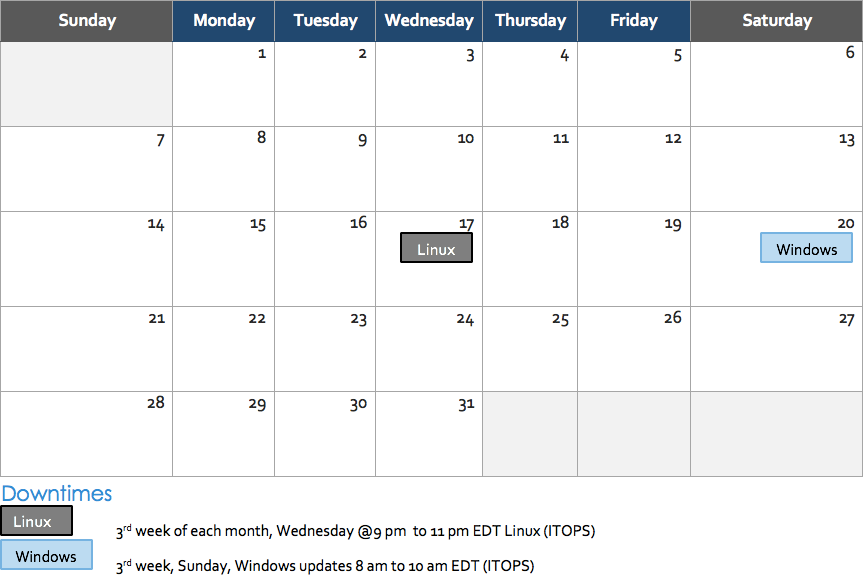 Sunday Monday Tuesday Wednesday Thursday Friday Saturday
1 2 3 4 5 6
7 8 9 10 11 12 13
14 15 16 17 18 19 20
Linux Windows
21 22 23 24 25 26 27
28 29 30 31
Downtimes
Linux 3rd week of each month, Wednesday @9 pm to 11 pm EDT Linux (ITOPS)
Windows 3rd week, Sunday, Windows updates 8 am to 10 am EDT (ITOPS)